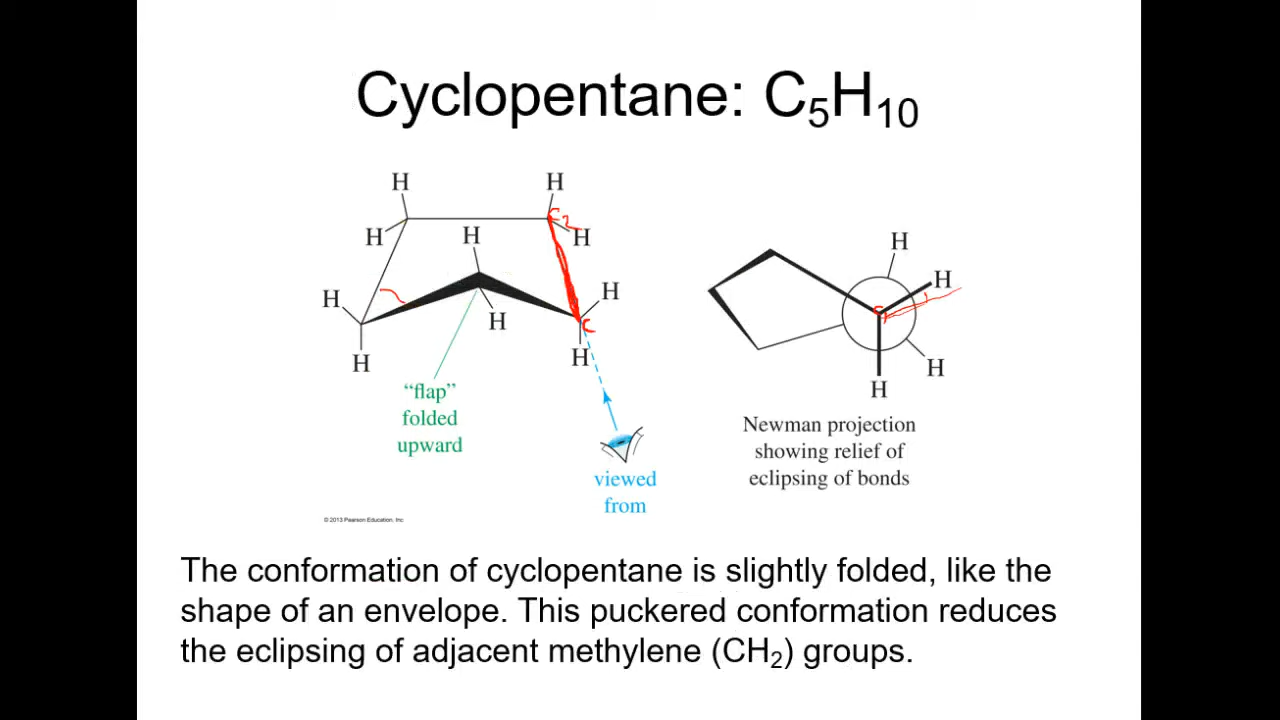 Cyclopentane: C5H10
H
H
H
H
H
H
H
H
H
H
C2
C
"flap"
folded
upward
viewed
from
H
H
H
H
C1
Newman projection
showing relief of
eclipsing of bonds
© 2013 Pearson Education, Inc
The conformation of cyclopentane is slightly folded, like the
shape of an envelope. This puckered conformation reduces
the eclipsing of adjacent methylene (CH2) groups.